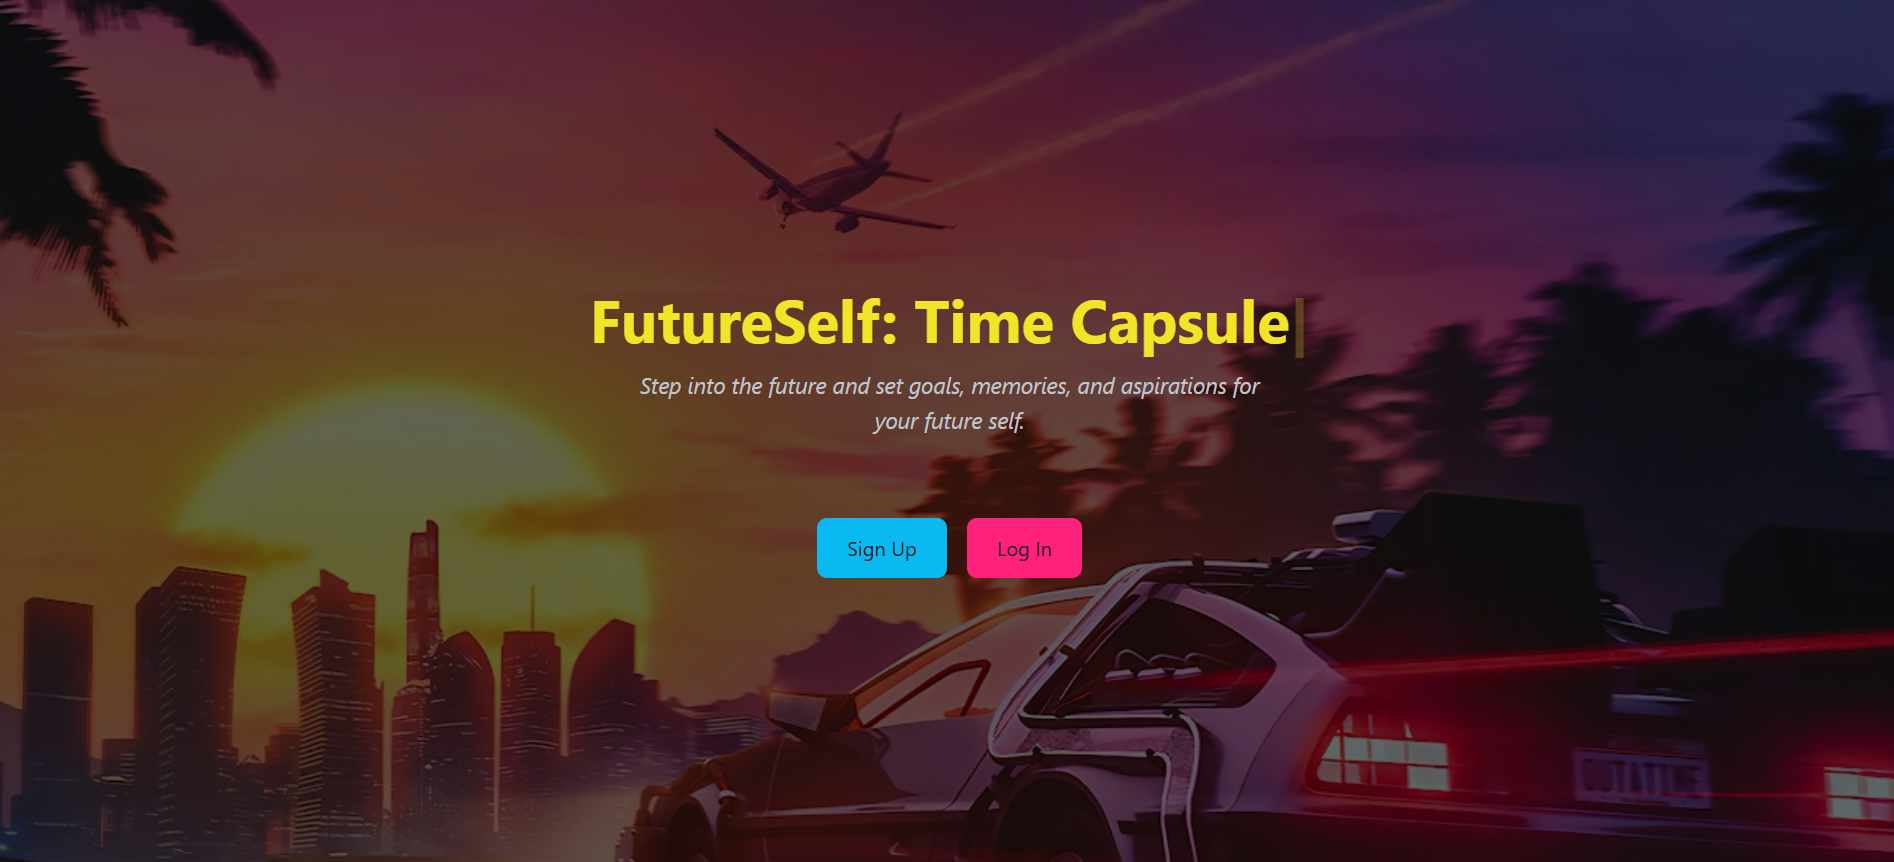 FutureSelf: Time Capsule
Step into the future and set goals, memories, and aspirations for
your future self.
Sign Up
Log In
OUTATIME